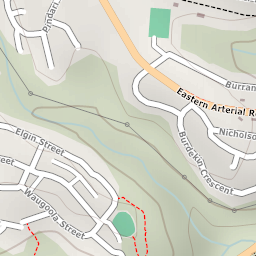 Pindari
Burran
Eastern Arterial R
Nicholso
Burdekin Crescent
Elgin Street
Waugoola Street